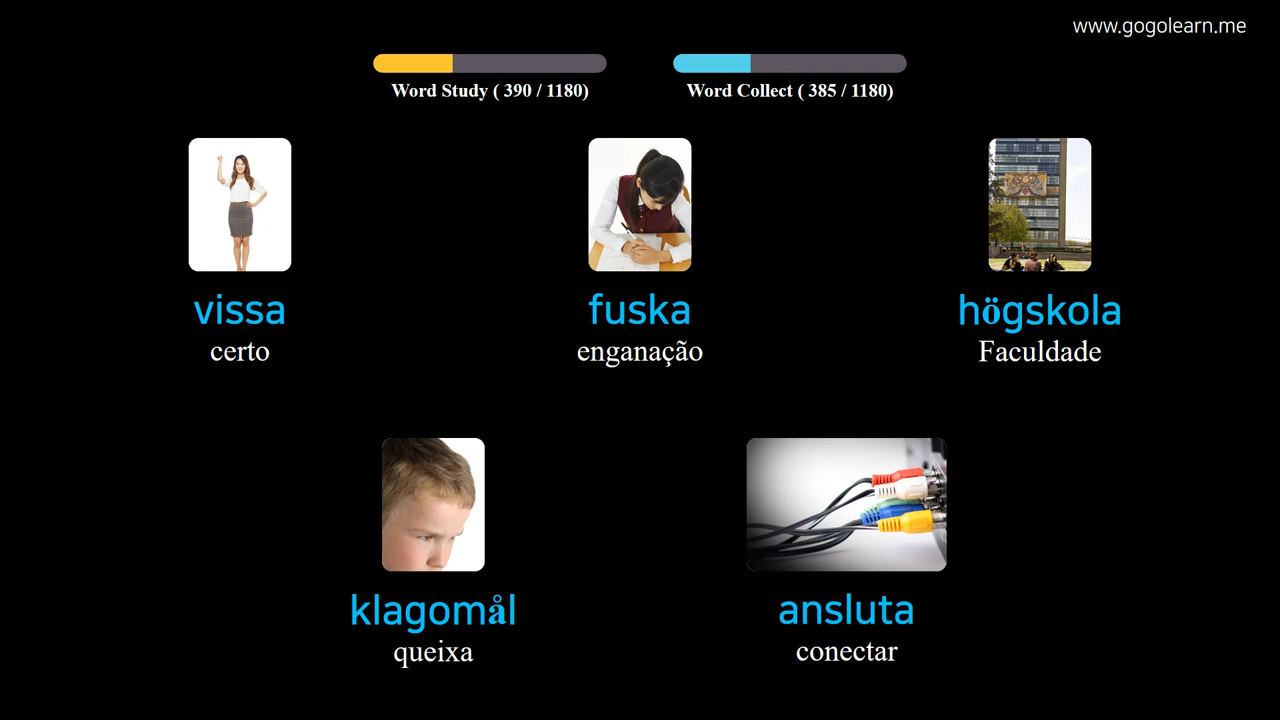 www.gogolearn.me
Word Study ( 390 / 1180)
Word Collect ( 385 / 1180)
vissa
certo
fuska
enganação
högskola
Faculdade
klagomål
queixa
ansluta
conectar